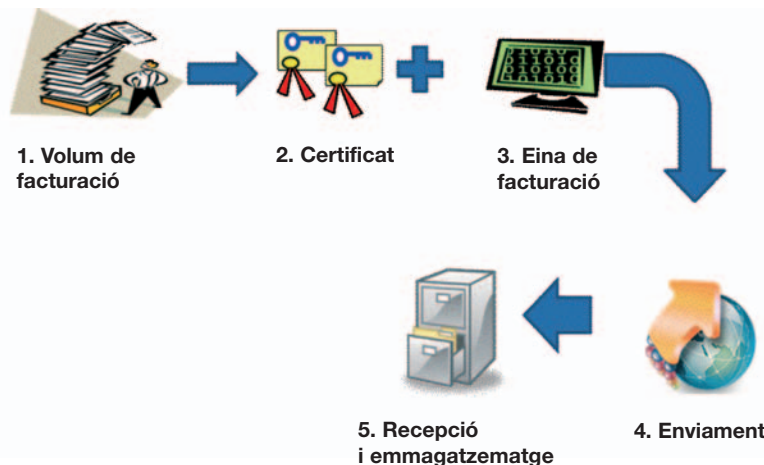 1. Volum de
facturació
2. Certificat
3. Eina de
facturació
4. Enviament
5. Recepció
i emmagatzematge